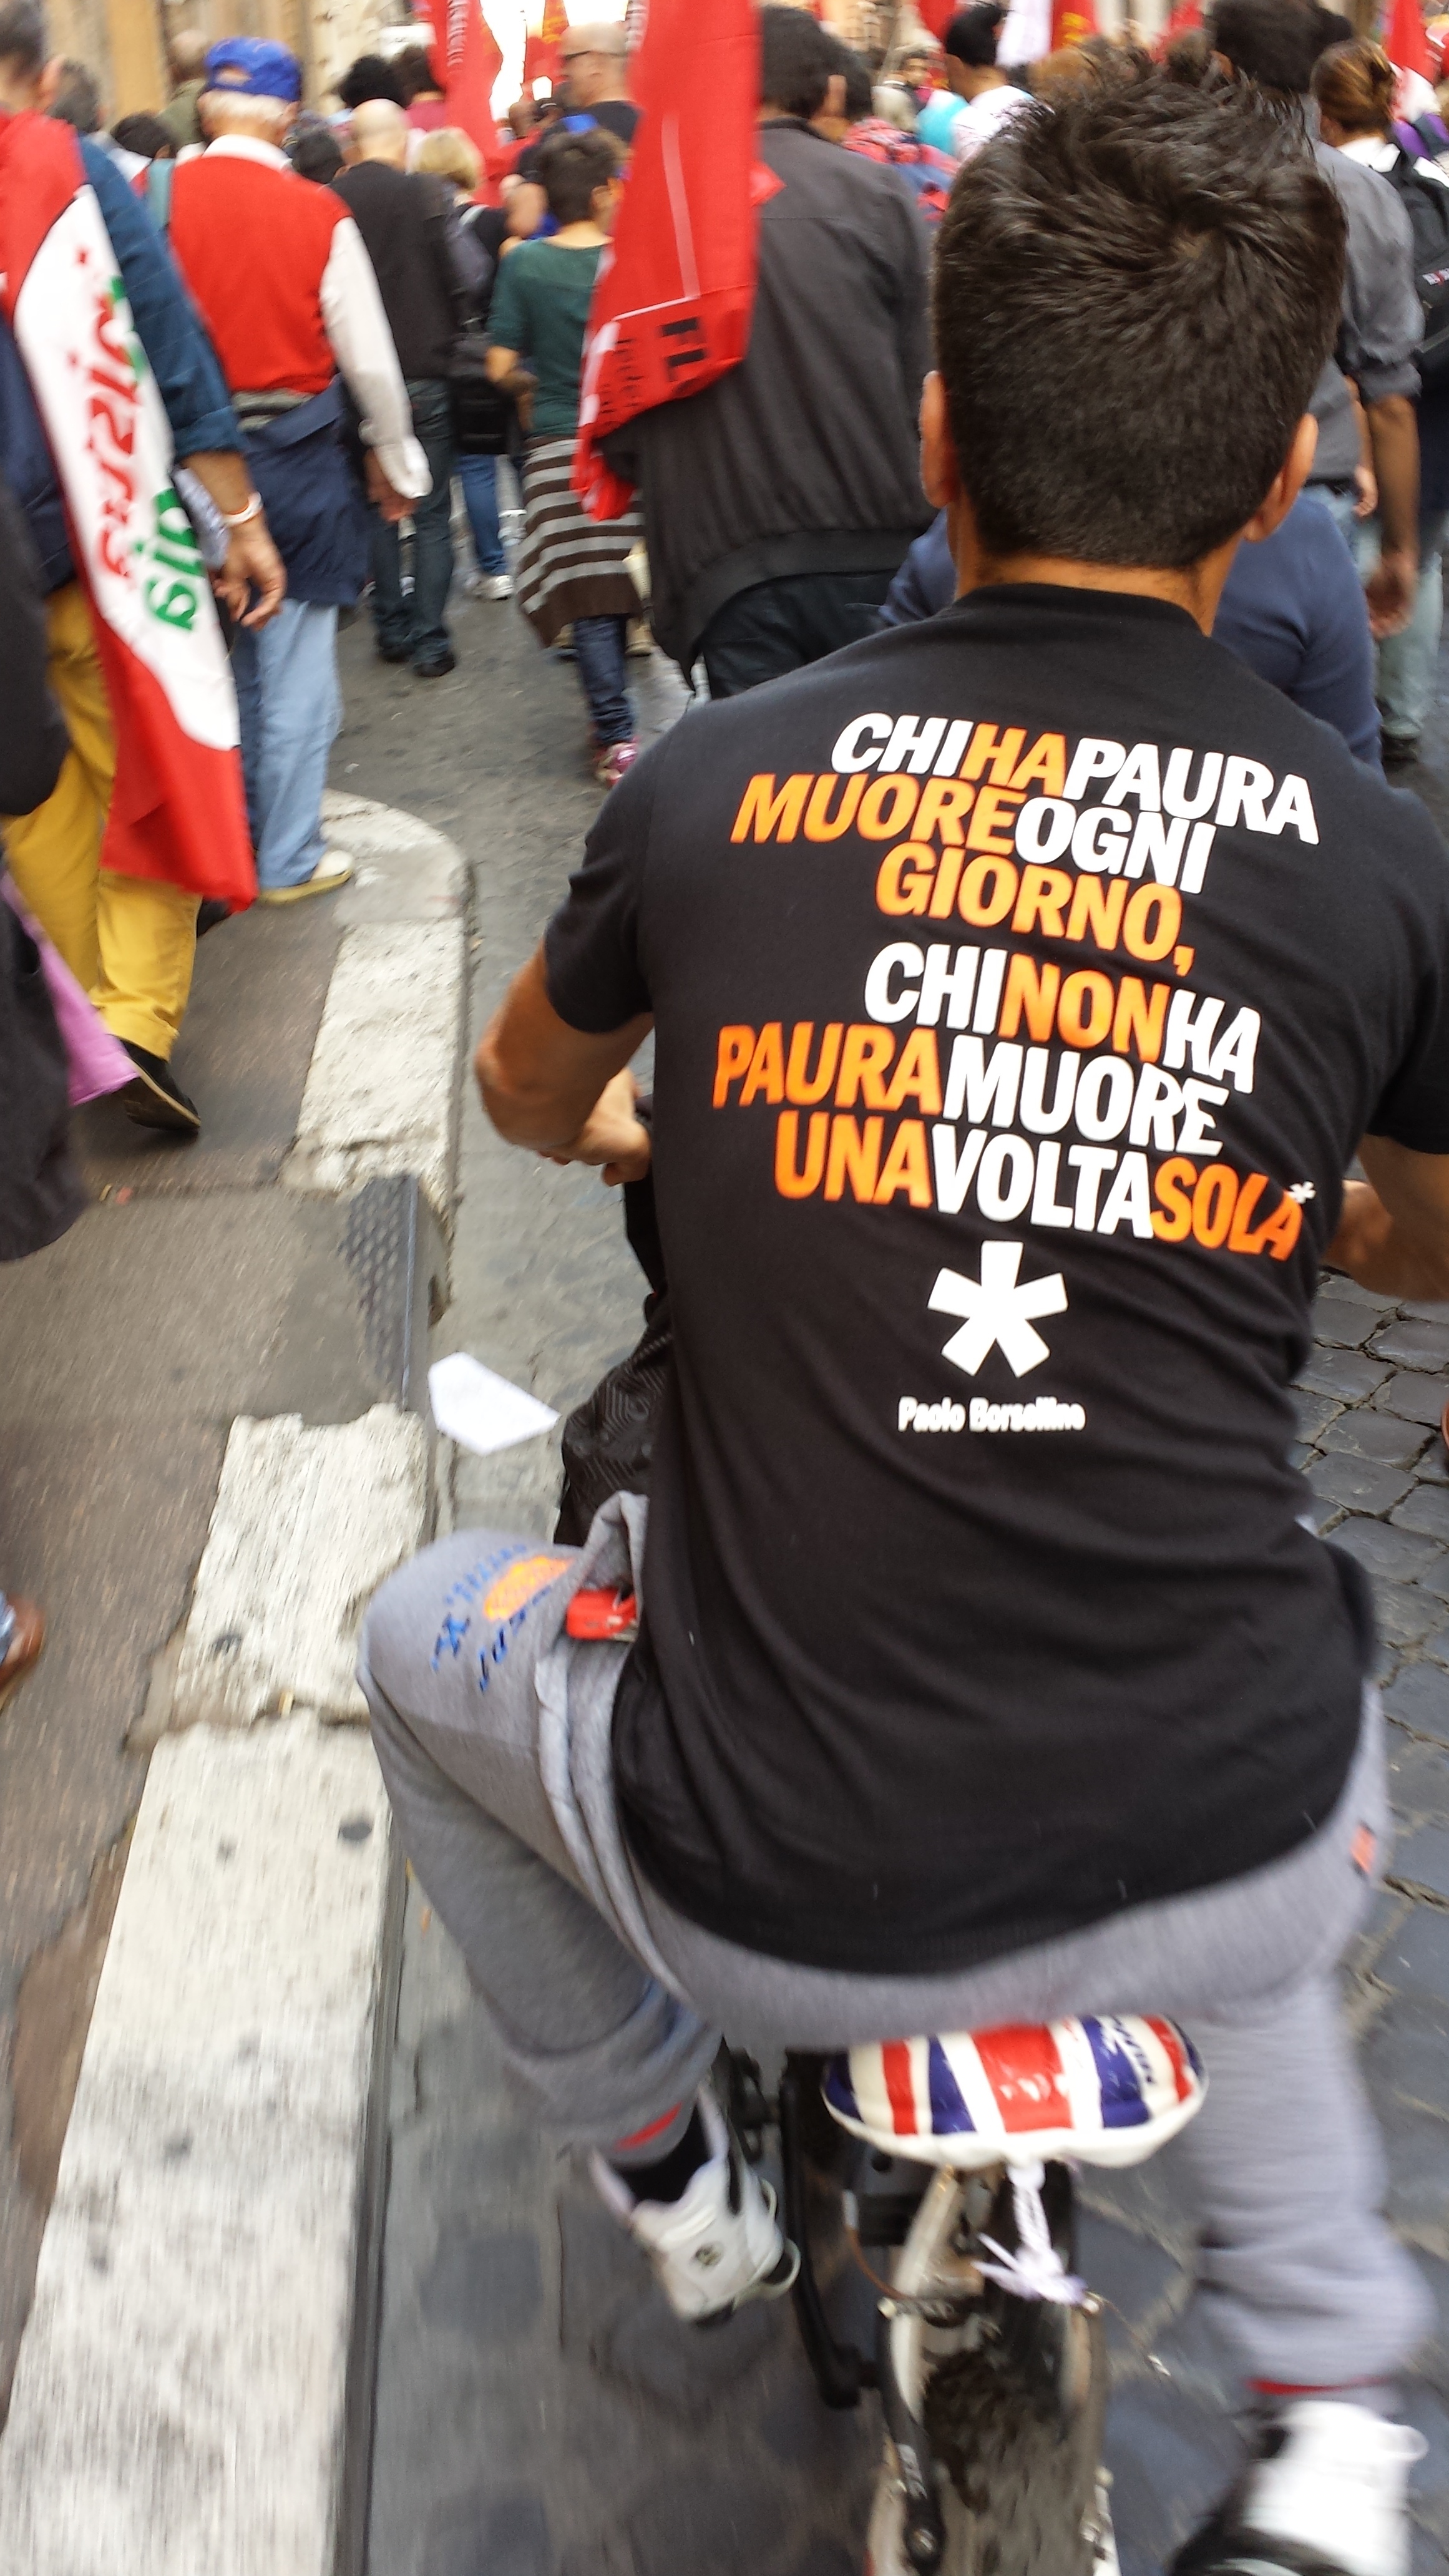 CHIHAPAURA
MUOREOGNI
GIORNO,
CHINONHA
PAURAMUORE
UNAVOLTASOLA*
*
Paolo Borsellino